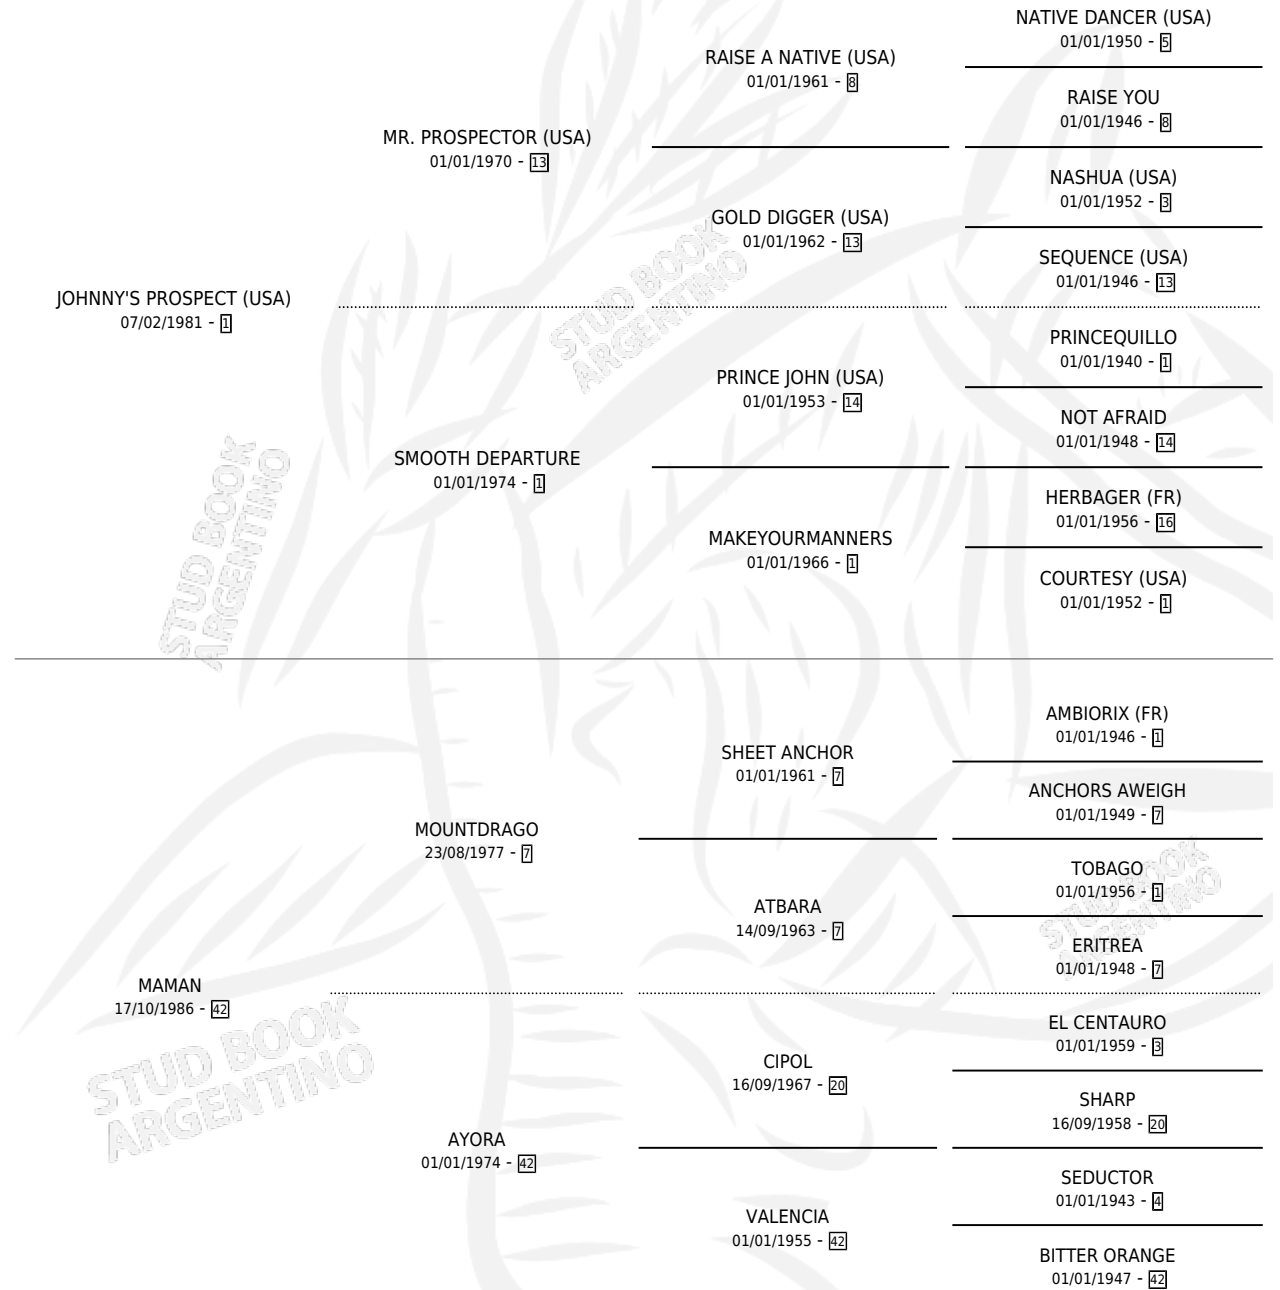 NATIVE DANCER (USA)
01/01/1950 - 5
RAISE A NATIVE (USA)
01/01/1961 - 8
RAISE YOU
01/01/1946 - 8
MR. PROSPECTOR (USA)
01/01/1970 - 13
NASHUA (USA)
01/01/1952 - 3
GOLD DIGGER (USA)
01/01/1962 - 13
SEQUENCE (USA)
01/01/1946 - 13
JOHNNY'S PROSPECT (USA)
07/02/1981 - 1
PRINCEQUILLO
01/01/1940 - 1
PRINCE JOHN (USA)
01/01/1953 - 14
NOT AFRAID
01/01/1948 - 14
SMOOTH DEPARTURE
01/01/1974 - 1
HERBAGER (FR)
01/01/1956 - 16
MAKEYOURMANNERS
01/01/1966 - 1
COURTESY (USA)
01/01/1952 - 1
AMBIORIX (FR)
01/01/1946 - 1
SHEET ANCHOR
01/01/1961 - 7
ANCHORS AWEIGH
01/01/1949 - 7
MOUNTDRAGO
23/08/1977 - 7
TOBAGO
01/01/1956 - 1
ATBARA
14/09/1963 - 7
ERITREA
01/01/1948 - 7
MAMAN
17/10/1986 - 42
EL CENTAURO
01/01/1959 - 3
CIPOL
16/09/1967 - 20
SHARP
16/09/1958 - 20
AYORA
01/01/1974 - 42
SEDUCTOR
01/01/1943 - 4
VALENCIA
01/01/1955 - 42
BITTER ORANGE
01/01/1947 - 42
STUD BOOK
ARGENTINO
STUD BOOK
ARGENTINO
STUD BOOK
ARGENTINO
STUD BOOK
ARGENTINO